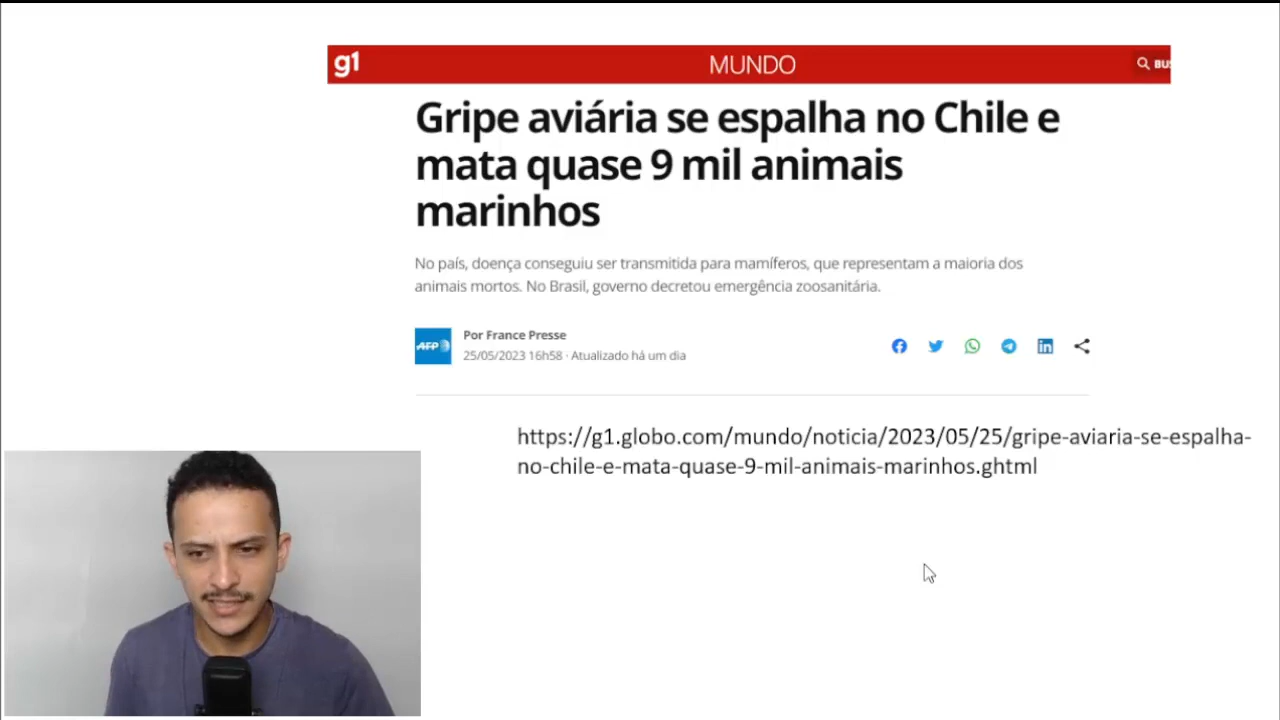 g1 MUNDO BUS
Gripe aviária se espalha no Chile e
mata quase 9 mil animais
marinhos
No país, doença conseguiu ser transmitida para mamíferos, que representam a maioria dos
animais mortos. No Brasil, governo decretou emergência zoosanitária.
AFP Por France Presse
25/05/2023 16h58 · Atualizado há um dia
https://g1.globo.com/mundo/noticia/2023/05/25/gripe-aviaria-se-espalha-
no-chile-e-mata-quase-9-mil-animais-marinhos.ghtml